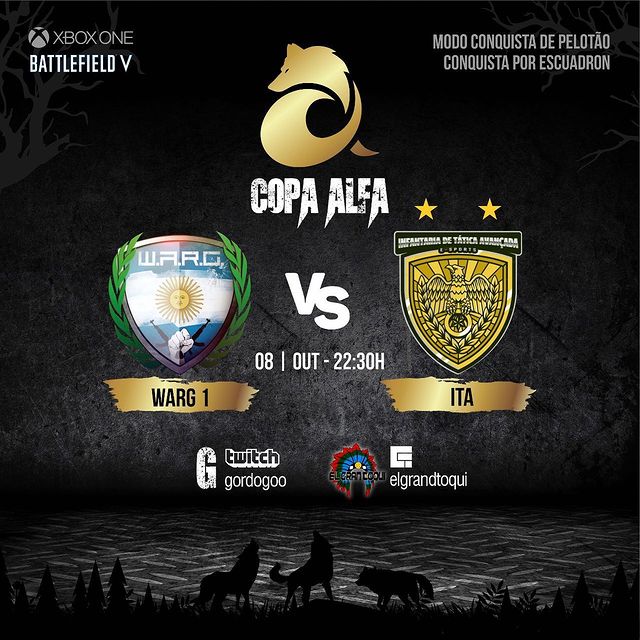 XBOX ONE
BATTLEFIELD V
MODO CONQUISTA DE PELOTÃO
CONQUISTA POR ESCUADRON
COPA ALFA
W.A.R.G.
INFANTARIA DE TÁTICA AVANÇADA
E-SPORTS
VS
08 | OUT - 22:30H
WARG 1
ITA
G
twitch
gordogoo
ELGRANTOQUI
elgrandtoqui